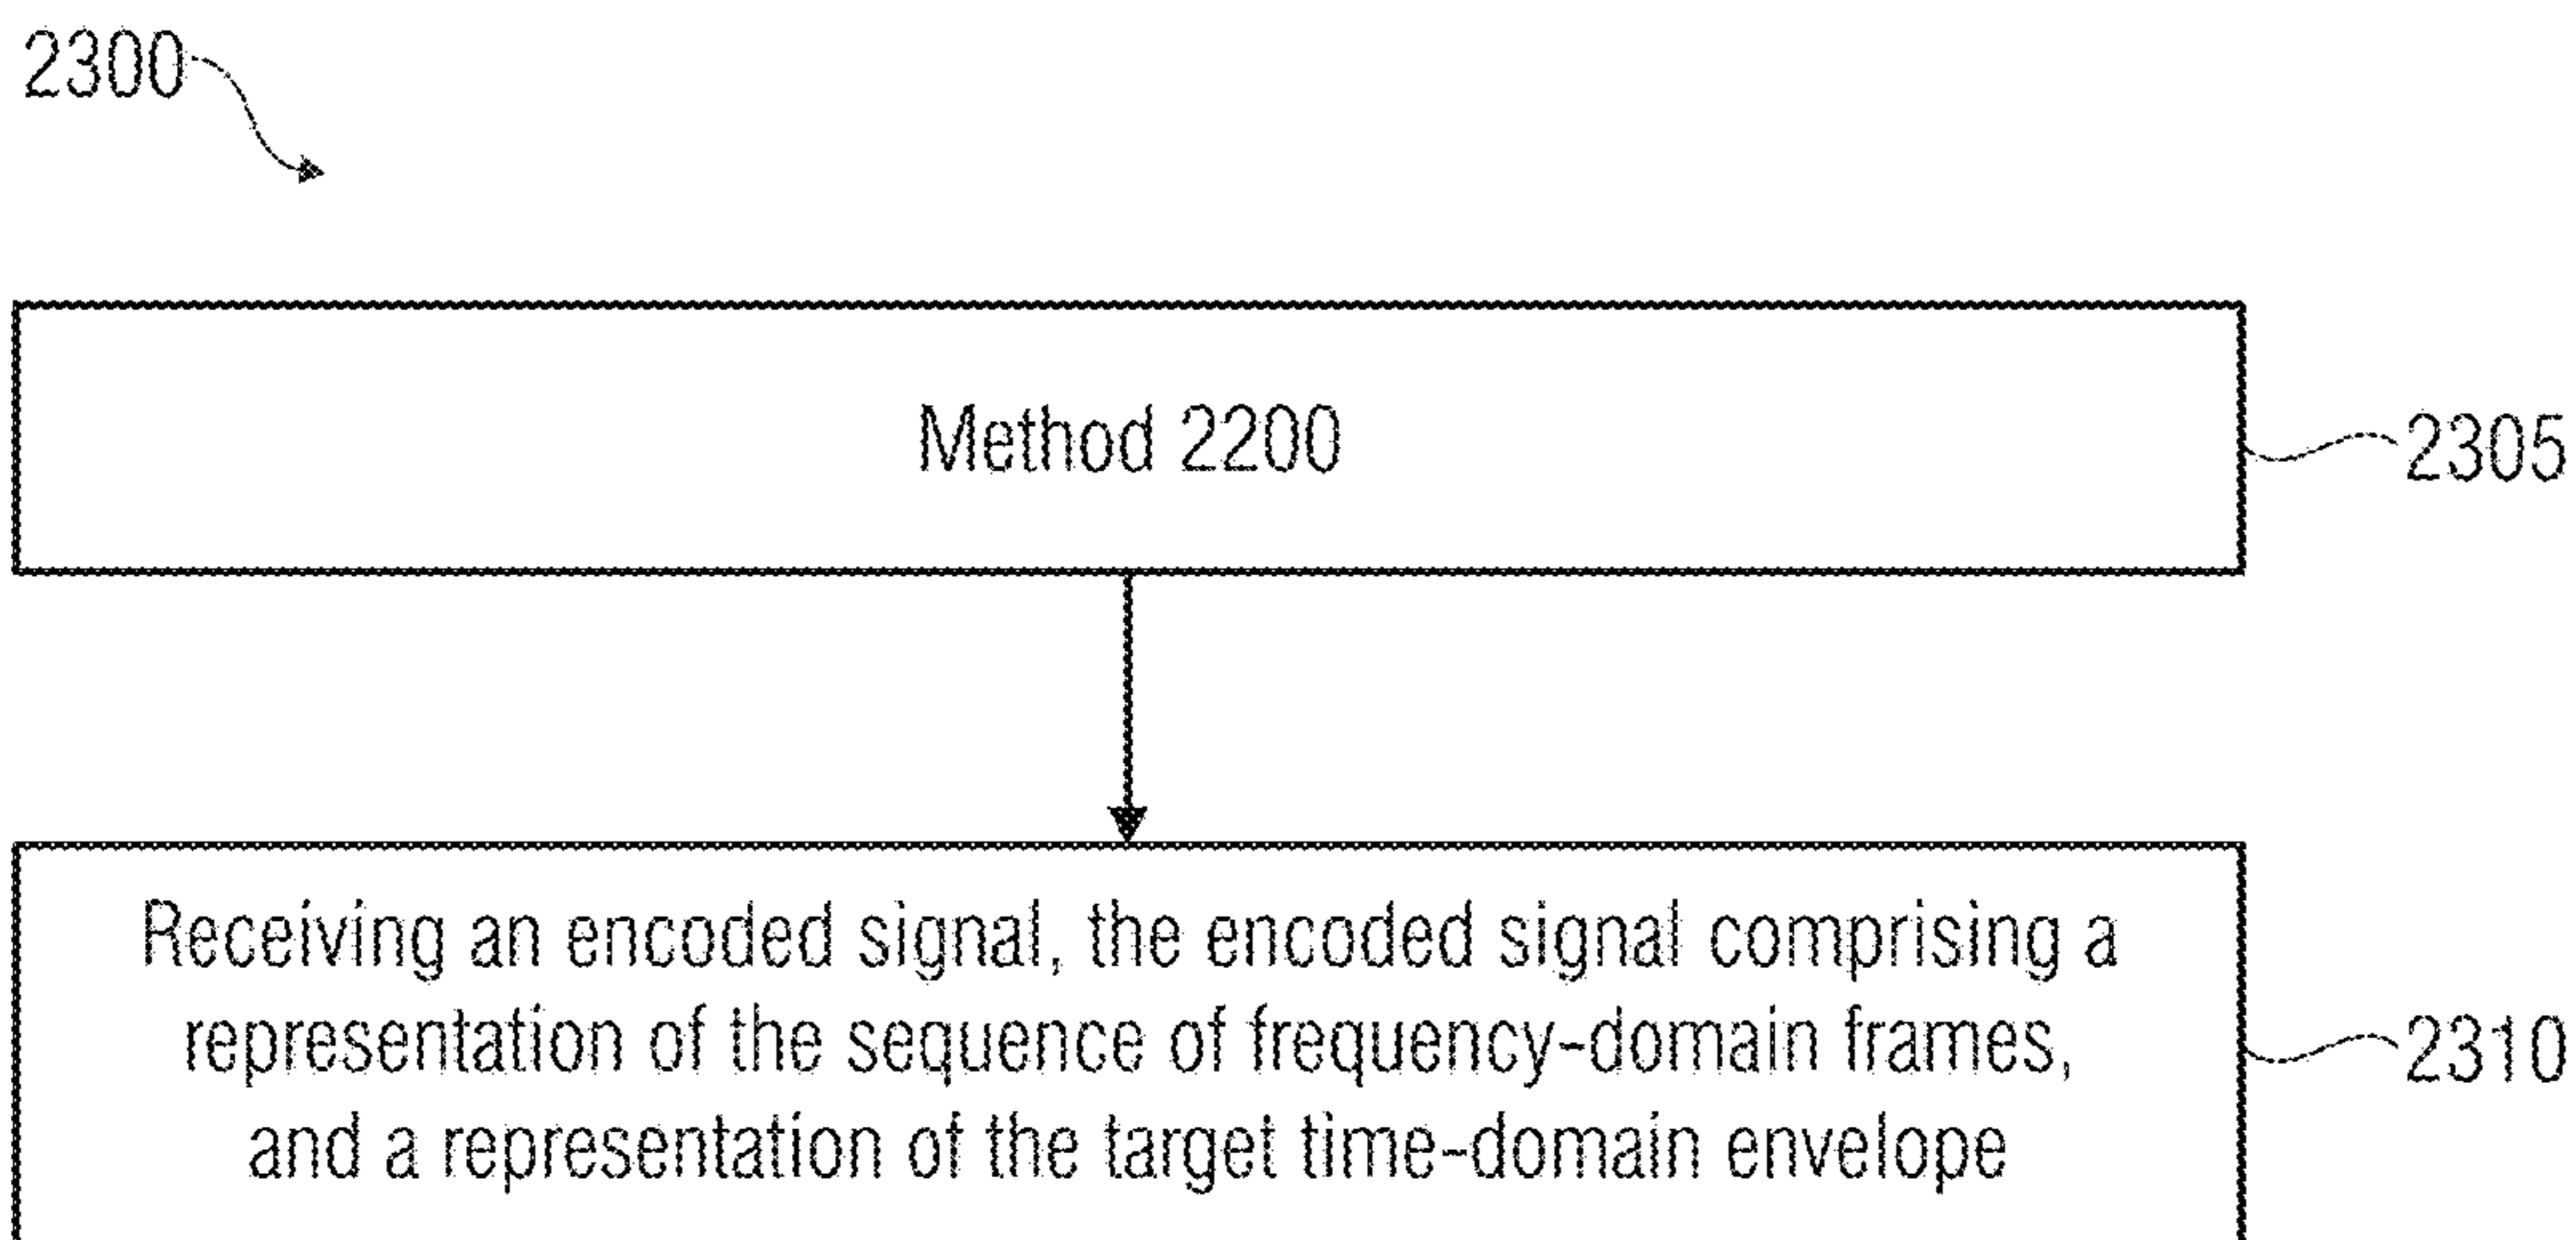 2300
Method 2200
2305
Receiving an encoded signal, the encoded signal comprising a
representation of the sequence of frequency-domain frames,
and a representation of the target time-domain envelope
2310